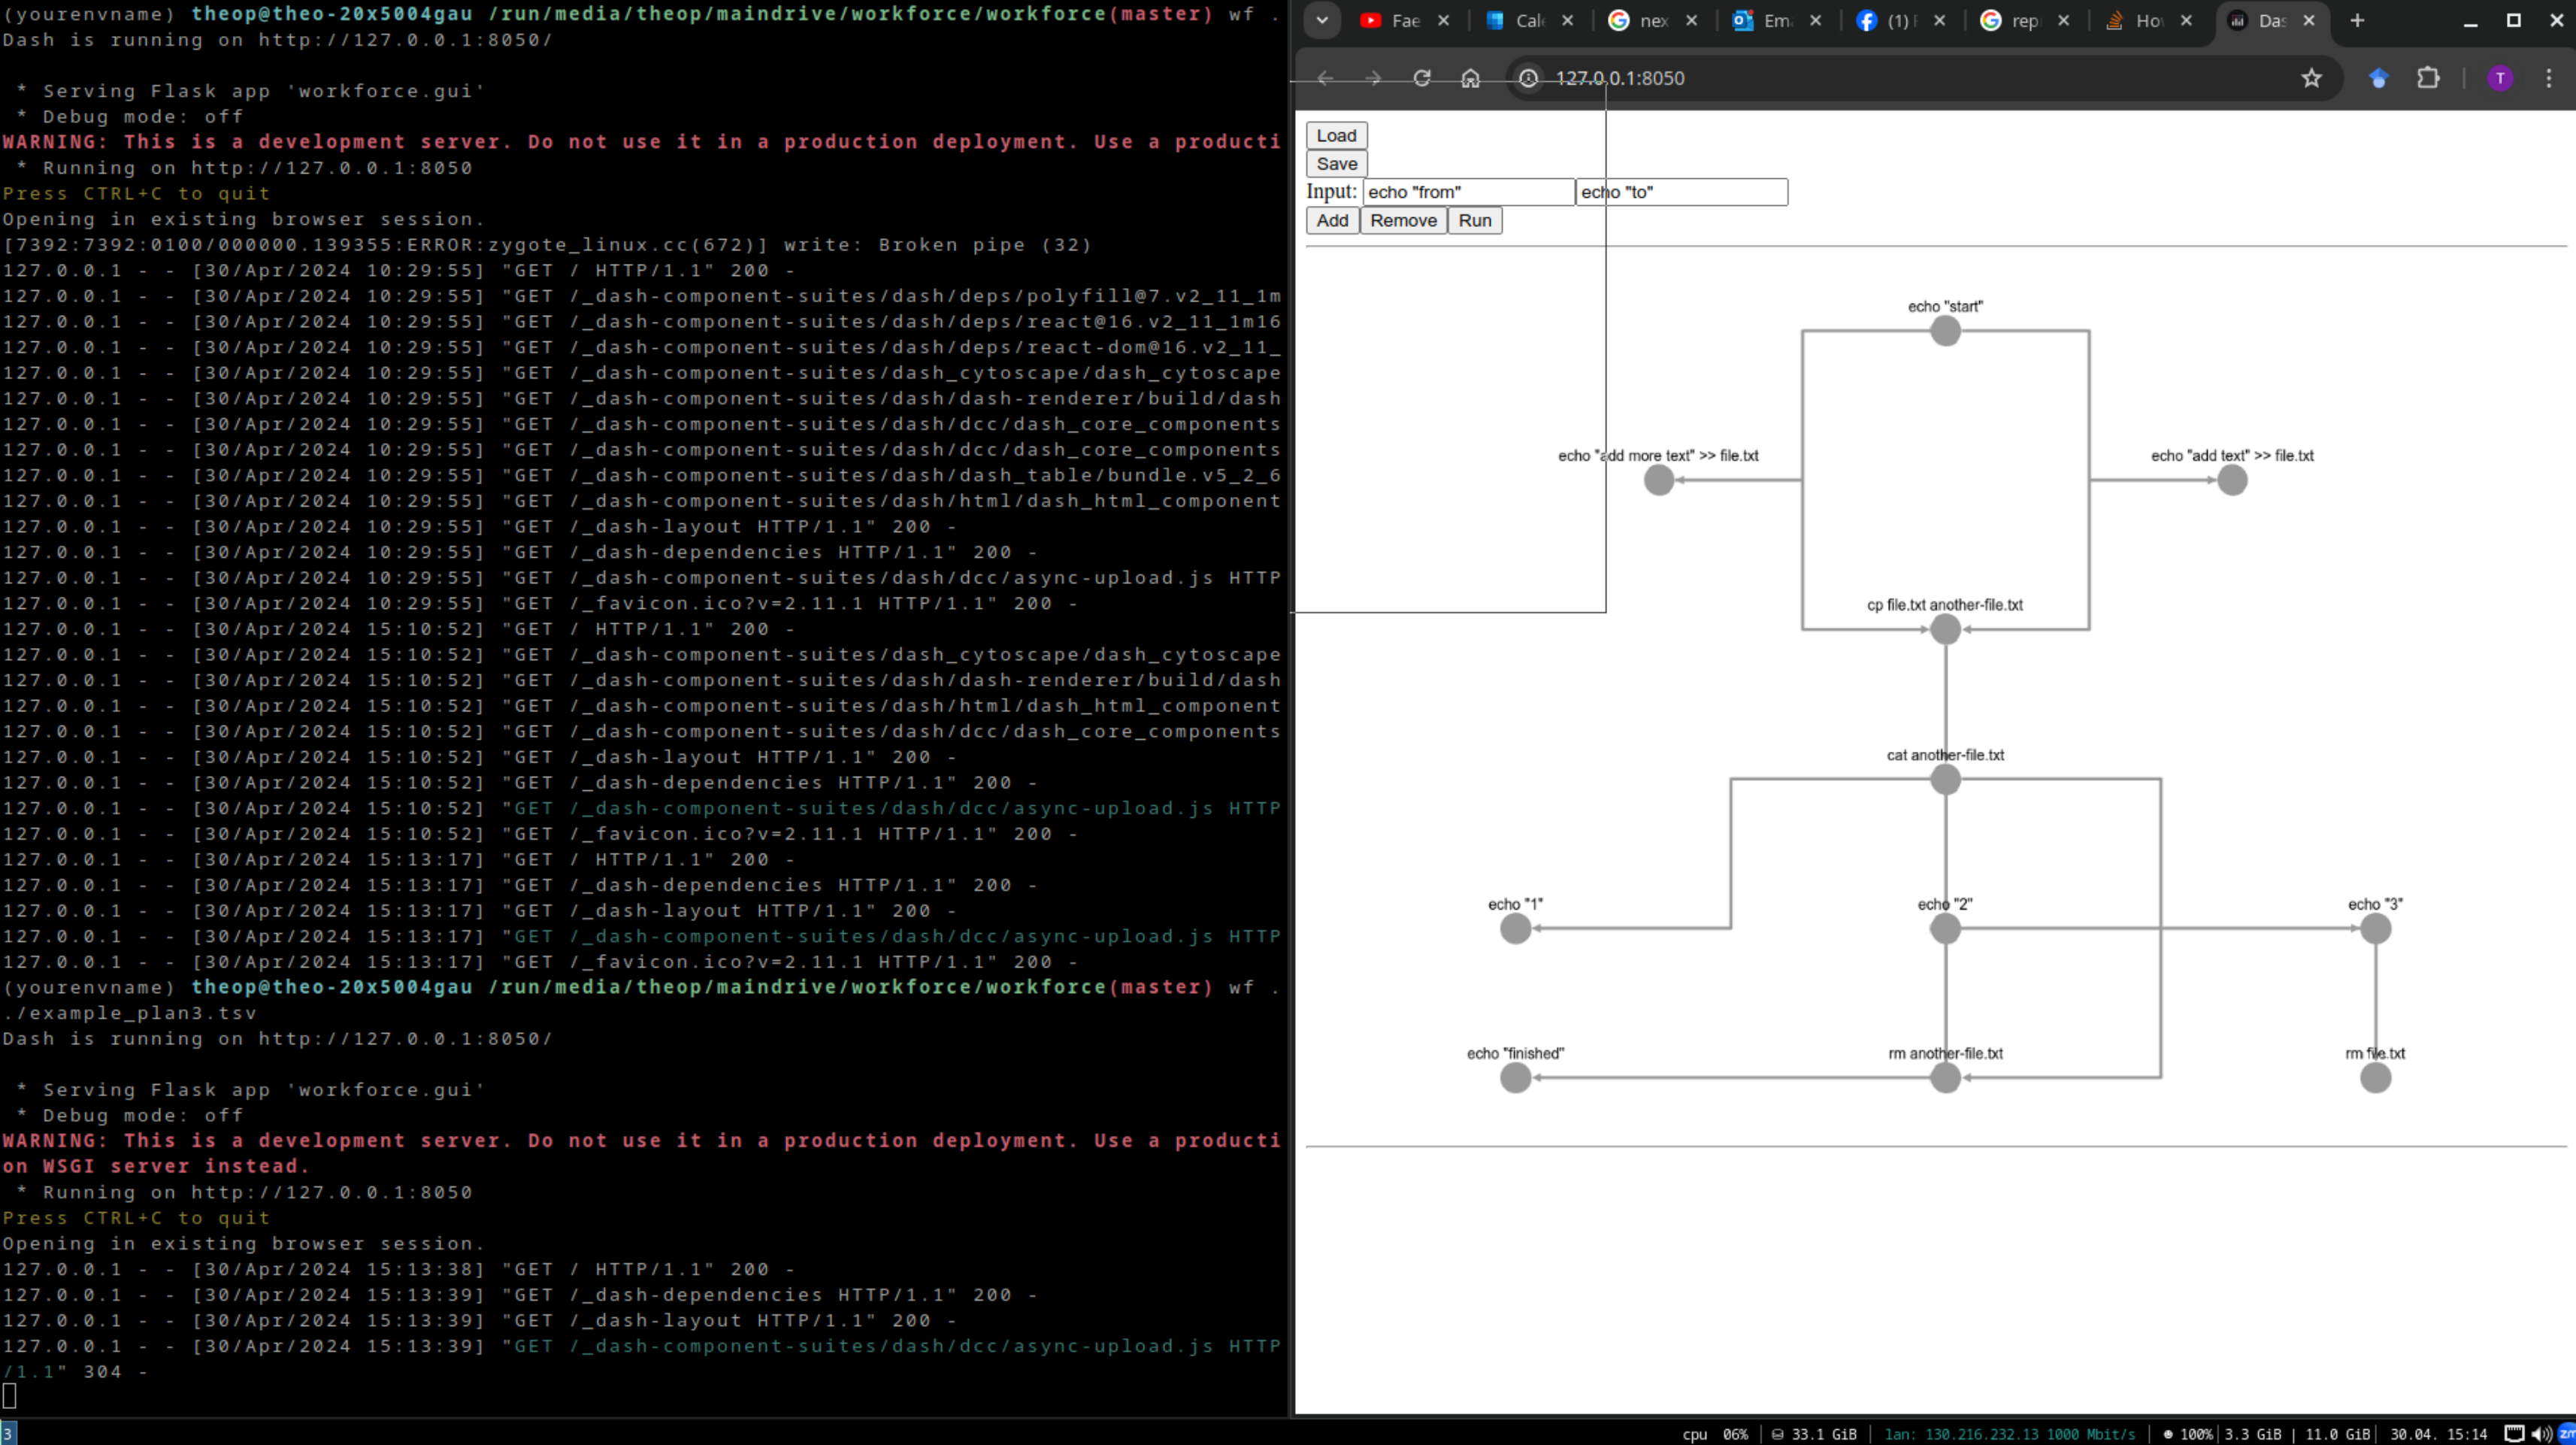 (yourenvname) theop@theo-20x5004gau /run/media/theop/maindrive/workforce/workforce(master) wf .
Dash is running on http://127.0.0.1:8050/
* Serving Flask app 'workforce.gui'
* Debug mode: off
WARNING: This is a development server. Do not use it in a production deployment. Use a producti
* Running on http://127.0.0.1:8050
Press CTRL+C to quit
Opening in existing browser session.
[7392:7392:0100/000000.139355:ERROR:zygote_linux.cc(672)] write: Broken pipe (32)
127.0.0.1 - - [30/Apr/2024 10:29:55] "GET / HTTP/1.1" 200 -
127.0.0.1 - - [30/Apr/2024 10:29:55] "GET /_dash-component-suites/dash/deps/polyfill@7.v2_11_1m
127.0.0.1 - - [30/Apr/2024 10:29:55] "GET /_dash-component-suites/dash/deps/react@16.v2_11_1m16
127.0.0.1 - - [30/Apr/2024 10:29:55] "GET /_dash-component-suites/dash/deps/react-dom@16.v2_11_
127.0.0.1 - - [30/Apr/2024 10:29:55] "GET /_dash-component-suites/dash_cytoscape/dash_cytoscape
127.0.0.1 - - [30/Apr/2024 10:29:55] "GET /_dash-component-suites/dash/dash-renderer/build/dash
127.0.0.1 - - [30/Apr/2024 10:29:55] "GET /_dash-component-suites/dash/dcc/dash_core_components
127.0.0.1 - - [30/Apr/2024 10:29:55] "GET /_dash-component-suites/dash/dcc/dash_core_components
127.0.0.1 - - [30/Apr/2024 10:29:55] "GET /_dash-component-suites/dash/dash_table/bundle.v5_2_6
127.0.0.1 - - [30/Apr/2024 10:29:55] "GET /_dash-component-suites/dash/html/dash_html_component
127.0.0.1 - - [30/Apr/2024 10:29:55] "GET /_dash-layout HTTP/1.1" 200 -
127.0.0.1 - - [30/Apr/2024 10:29:55] "GET /_dash-dependencies HTTP/1.1" 200 -
127.0.0.1 - - [30/Apr/2024 10:29:55] "GET /_dash-component-suites/dash/dcc/async-upload.js HTTP
127.0.0.1 - - [30/Apr/2024 10:29:55] "GET /_favicon.ico?v=2.11.1 HTTP/1.1" 200 -
127.0.0.1 - - [30/Apr/2024 15:10:52] "GET / HTTP/1.1" 200 -
127.0.0.1 - - [30/Apr/2024 15:10:52] "GET /_dash-component-suites/dash_cytoscape/dash_cytoscape
127.0.0.1 - - [30/Apr/2024 15:10:52] "GET /_dash-component-suites/dash/dash-renderer/build/dash
127.0.0.1 - - [30/Apr/2024 15:10:52] "GET /_dash-component-suites/dash/html/dash_html_component
127.0.0.1 - - [30/Apr/2024 15:10:52] "GET /_dash-component-suites/dash/dcc/dash_core_components
127.0.0.1 - - [30/Apr/2024 15:10:52] "GET /_dash-layout HTTP/1.1" 200 -
127.0.0.1 - - [30/Apr/2024 15:10:52] "GET /_dash-dependencies HTTP/1.1" 200 -
127.0.0.1 - - [30/Apr/2024 15:10:52] "GET /_dash-component-suites/dash/dcc/async-upload.js HTTP
127.0.0.1 - - [30/Apr/2024 15:10:52] "GET /_favicon.ico?v=2.11.1 HTTP/1.1" 200 -
127.0.0.1 - - [30/Apr/2024 15:13:17] "GET / HTTP/1.1" 200 -
127.0.0.1 - - [30/Apr/2024 15:13:17] "GET /_dash-dependencies HTTP/1.1" 200 -
127.0.0.1 - - [30/Apr/2024 15:13:17] "GET /_dash-layout HTTP/1.1" 200 -
127.0.0.1 - - [30/Apr/2024 15:13:17] "GET /_dash-component-suites/dash/dcc/async-upload.js HTTP
127.0.0.1 - - [30/Apr/2024 15:13:17] "GET /_favicon.ico?v=2.11.1 HTTP/1.1" 200 -
(yourenvname) theop@theo-20x5004gau /run/media/theop/maindrive/workforce/workforce(master) wf .
./example_plan3.tsv
Dash is running on http://127.0.0.1:8050/
* Serving Flask app 'workforce.gui'
* Debug mode: off
WARNING: This is a development server. Do not use it in a production deployment. Use a producti
on WSGI server instead.
* Running on http://127.0.0.1:8050
Press CTRL+C to quit
Opening in existing browser session.
127.0.0.1 - - [30/Apr/2024 15:13:38] "GET / HTTP/1.1" 200 -
127.0.0.1 - - [30/Apr/2024 15:13:39] "GET /_dash-dependencies HTTP/1.1" 200 -
127.0.0.1 - - [30/Apr/2024 15:13:39] "GET /_dash-layout HTTP/1.1" 200 -
127.0.0.1 - - [30/Apr/2024 15:13:39] "GET /_dash-component-suites/dash/dcc/async-upload.js HTTP
/1.1" 304 -
Fae Cale nex Em (1) F rep Ho Das
127.0.0.1:8050 T
Load
Save
Input: echo "from" echo "to"
Add Remove Run
echo "start"
echo "add more text" >> file.txt echo "add text" >> file.txt
cp file.txt another-file.txt
cat another-file.txt
echo "1" echo "2" echo "3"
echo "finished" rm another-file.txt rm file.txt
3 cpu 06% | 33.1 GiB | lan: 130.216.232.13 1000 Mbit/s | 100% | 3.3 GiB | 11.0 GiB | 30.04. 15:14